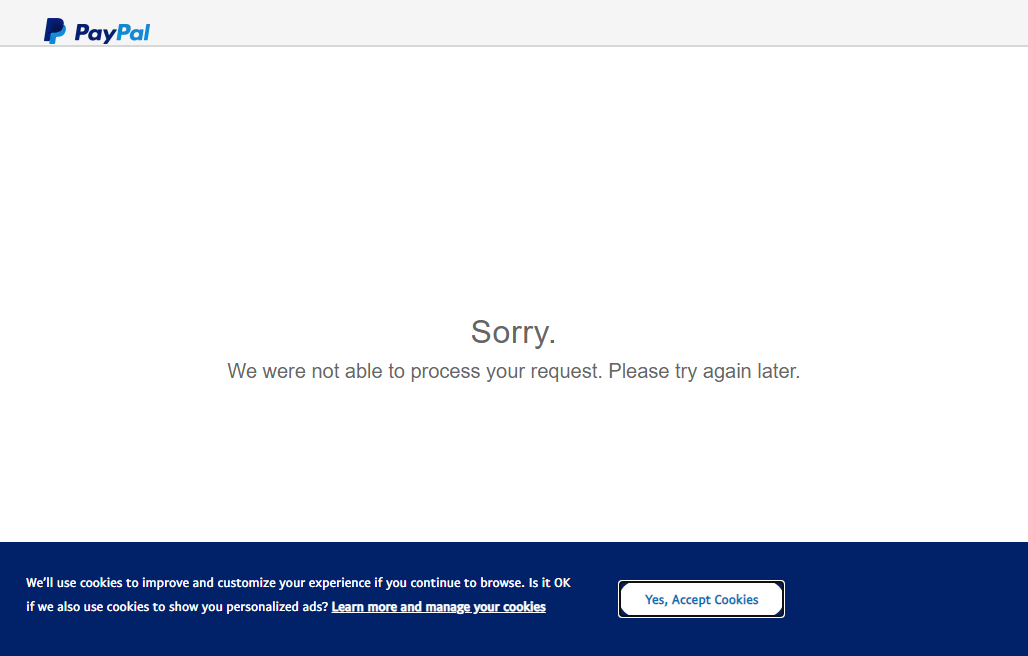 PayPal
Sorry.
We were not able to process your request. Please try again later.
We'll use cookies to improve and customize your experience if you continue to browse. Is it OK
if we also use cookies to show you personalized ads? Learn more and manage your cookies
Yes, Accept Cookies